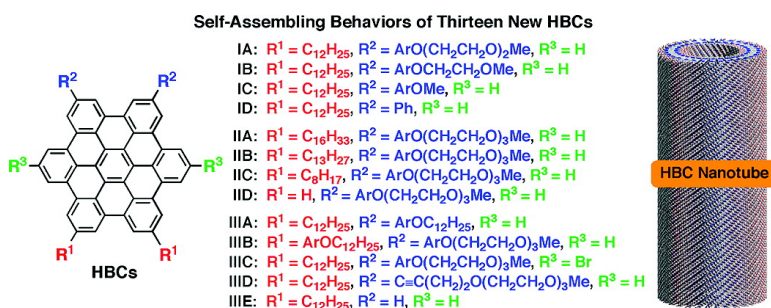 Self-Assembling Behaviors of Thirteen New HBCs
IA: R¹ = C₁₂H₂₅, R² = ArO(CH₂CH₂O)₂Me, R³ = H
IB: R¹ = C₁₂H₂₅, R² = ArOCH₂CH₂OMe, R³ = H
IC: R¹ = C₁₂H₂₅, R² = ArOMe, R³ = H
ID: R¹ = C₁₂H₂₅, R² = Ph, R³ = H
IIA: R¹ = C₁₆H₃₃, R² = ArO(CH₂CH₂O)₃Me, R³ = H
IIB: R¹ = C₁₃H₂₇, R² = ArO(CH₂CH₂O)₃Me, R³ = H
IIC: R¹ = C₈H₁₇, R² = ArO(CH₂CH₂O)₃Me, R³ = H
IID: R¹ = H, R² = ArO(CH₂CH₂O)₃Me, R³ = H
IIIA: R¹ = C₁₂H₂₅, R² = ArOC₁₂H₂₅, R³ = H
IIIB: R¹ = ArOC₁₂H₂₅, R² = ArO(CH₂CH₂O)₃Me, R³ = H
IIIC: R¹ = C₁₂H₂₅, R² = ArO(CH₂CH₂O)₃Me, R³ = Br
IIID: R¹ = C₁₂H₂₅, R² = C≡C(CH₂)₂O(CH₂CH₂O)₃Me, R³ = H
IIIE: R¹ = C₁₂H₂₅, R² = H, R³ = H
R² R²
R³ R³
R¹ R¹
HBCs
HBC Nanotube